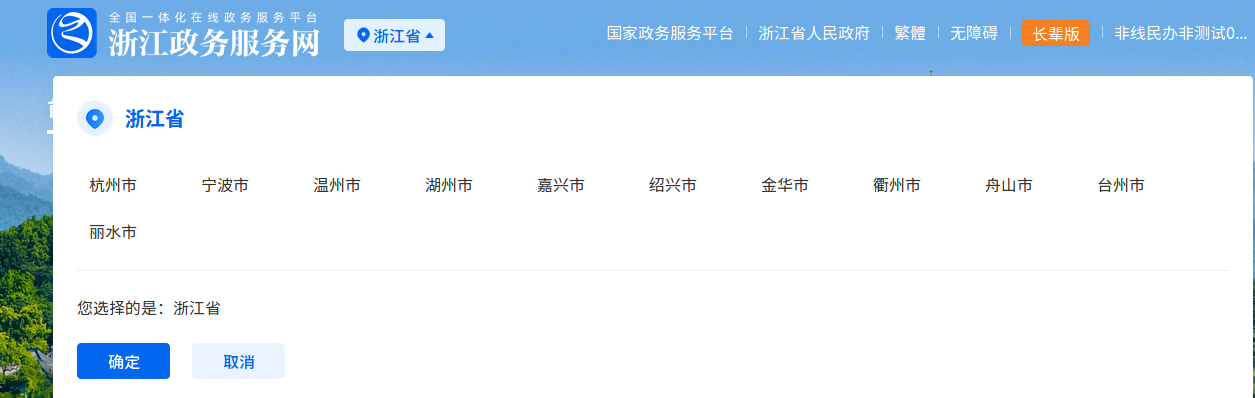 全国一体化在线政务服务平台
浙江政务服务网
浙江省
国家政务服务平台 浙江省人民政府 繁體 无障碍 长辈版 非线民办非测试0...
浙江省
杭州市 宁波市 温州市 湖州市 嘉兴市 绍兴市 金华市 衢州市 舟山市 台州市
丽水市
您选择的是：浙江省
确定 取消